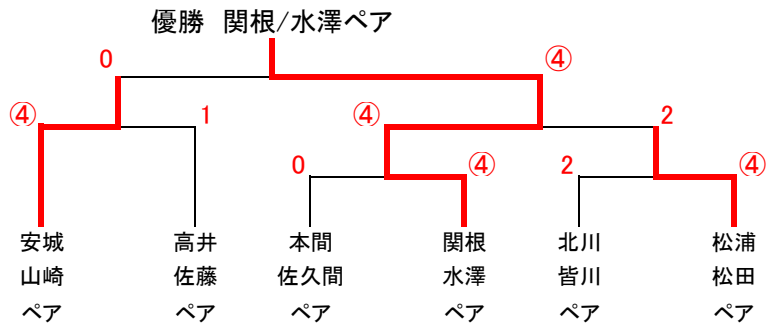 優勝 関根/水澤ペア
0 ④
④ 1 ④ 2
0 ④ 2 ④
安城 高井 本間 関根 北川 松浦
山崎 佐藤 佐久間 水澤 皆川 松田
ペア ペア ペア ペア ペア ペア